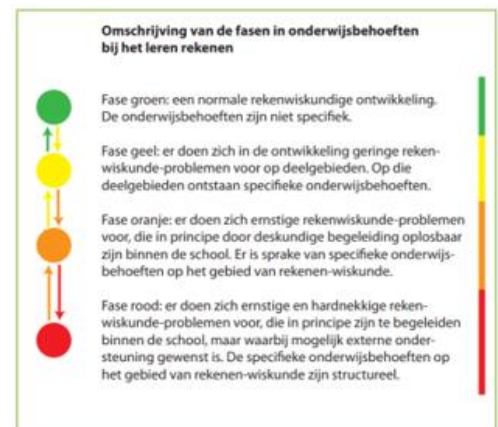 Omschrijving van de fasen in onderwijsbehoeften
bij het leren rekenen
Fase groen: een normale rekenwiskundige ontwikkeling.
De onderwijsbehoeften zijn niet specifiek.
Fase geel: er doen zich in de ontwikkeling geringe reken-
wiskunde-problemen voor op deelgebieden. Op die
deelgebieden ontstaan specifieke onderwijsbehoeften.
Fase oranje: er doen zich ernstige rekenwiskunde-problemen
voor, die in principe door deskundige begeleiding oplosbaar
zijn binnen de school. Er is sprake van specifieke onderwijs-
behoeften op het gebied van rekenen-wiskunde.
Fase rood: er doen zich ernstige en hardnekkige reken-
wiskunde-problemen voor, die in principe zijn te begeleiden
binnen de school, maar waarbij mogelijk externe onder-
steuning gewenst is. De specifieke onderwijsbehoeften op
het gebied van rekenen-wiskunde zijn structureel.